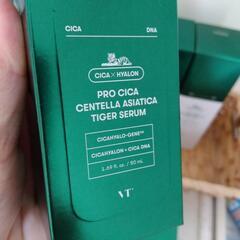 CICA DNA
CICA X HYALON
PRO CICA
CENTELLA ASIATICA
TIGER SERUM
CICAHYALO-GENE™
CICAHYALON + CICA DNA
1.69 fl. oz. / 50 mL
VT